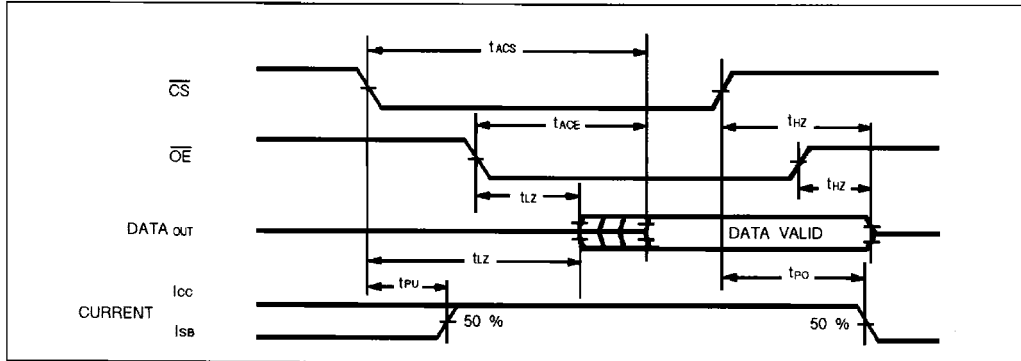 tACS
CS
tACE
tHZ
OE
tHZ
tLZ
DATA OUT
DATA VALID
tLZ
tPU
tPO
ICC
CURRENT
50 %
50 %
ISB